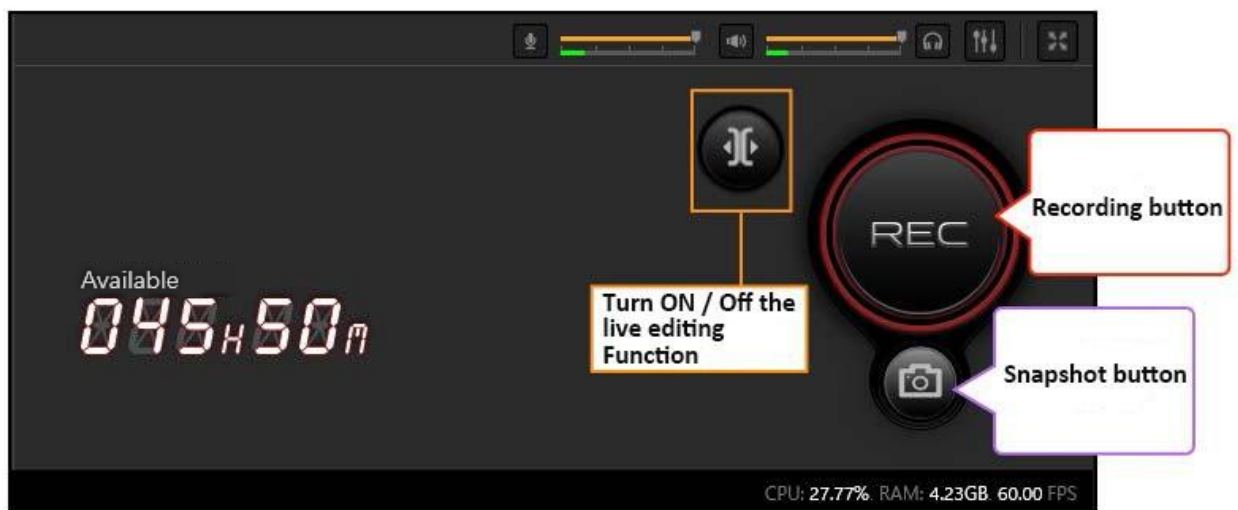 REC
Recording button
Available
045H50M
Turn ON / Off the
live editing
Function
Snapshot button
CPU: 27.77%. RAM: 4.23GB. 60.00 FPS